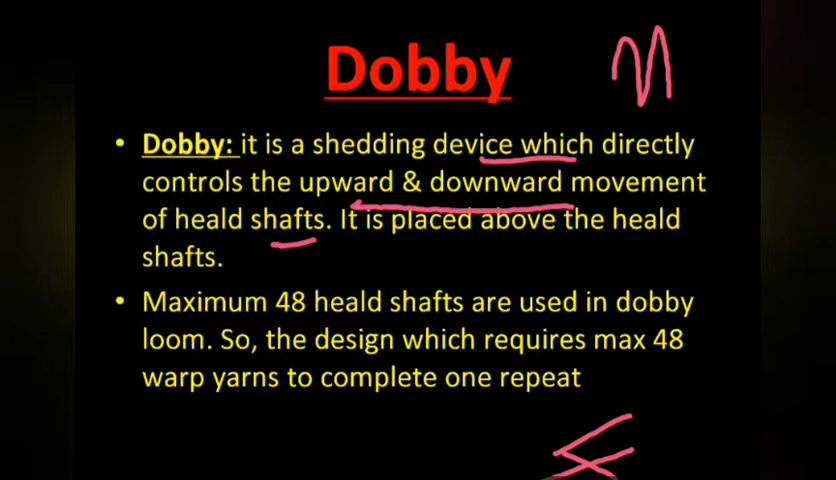 Dobby
• Dobby: it is a shedding device which directly
controls the upward & downward movement
of heald shafts. It is placed above the heald
shafts.
• Maximum 48 heald shafts are used in dobby
loom. So, the design which requires max 48
warp yarns to complete one repeat